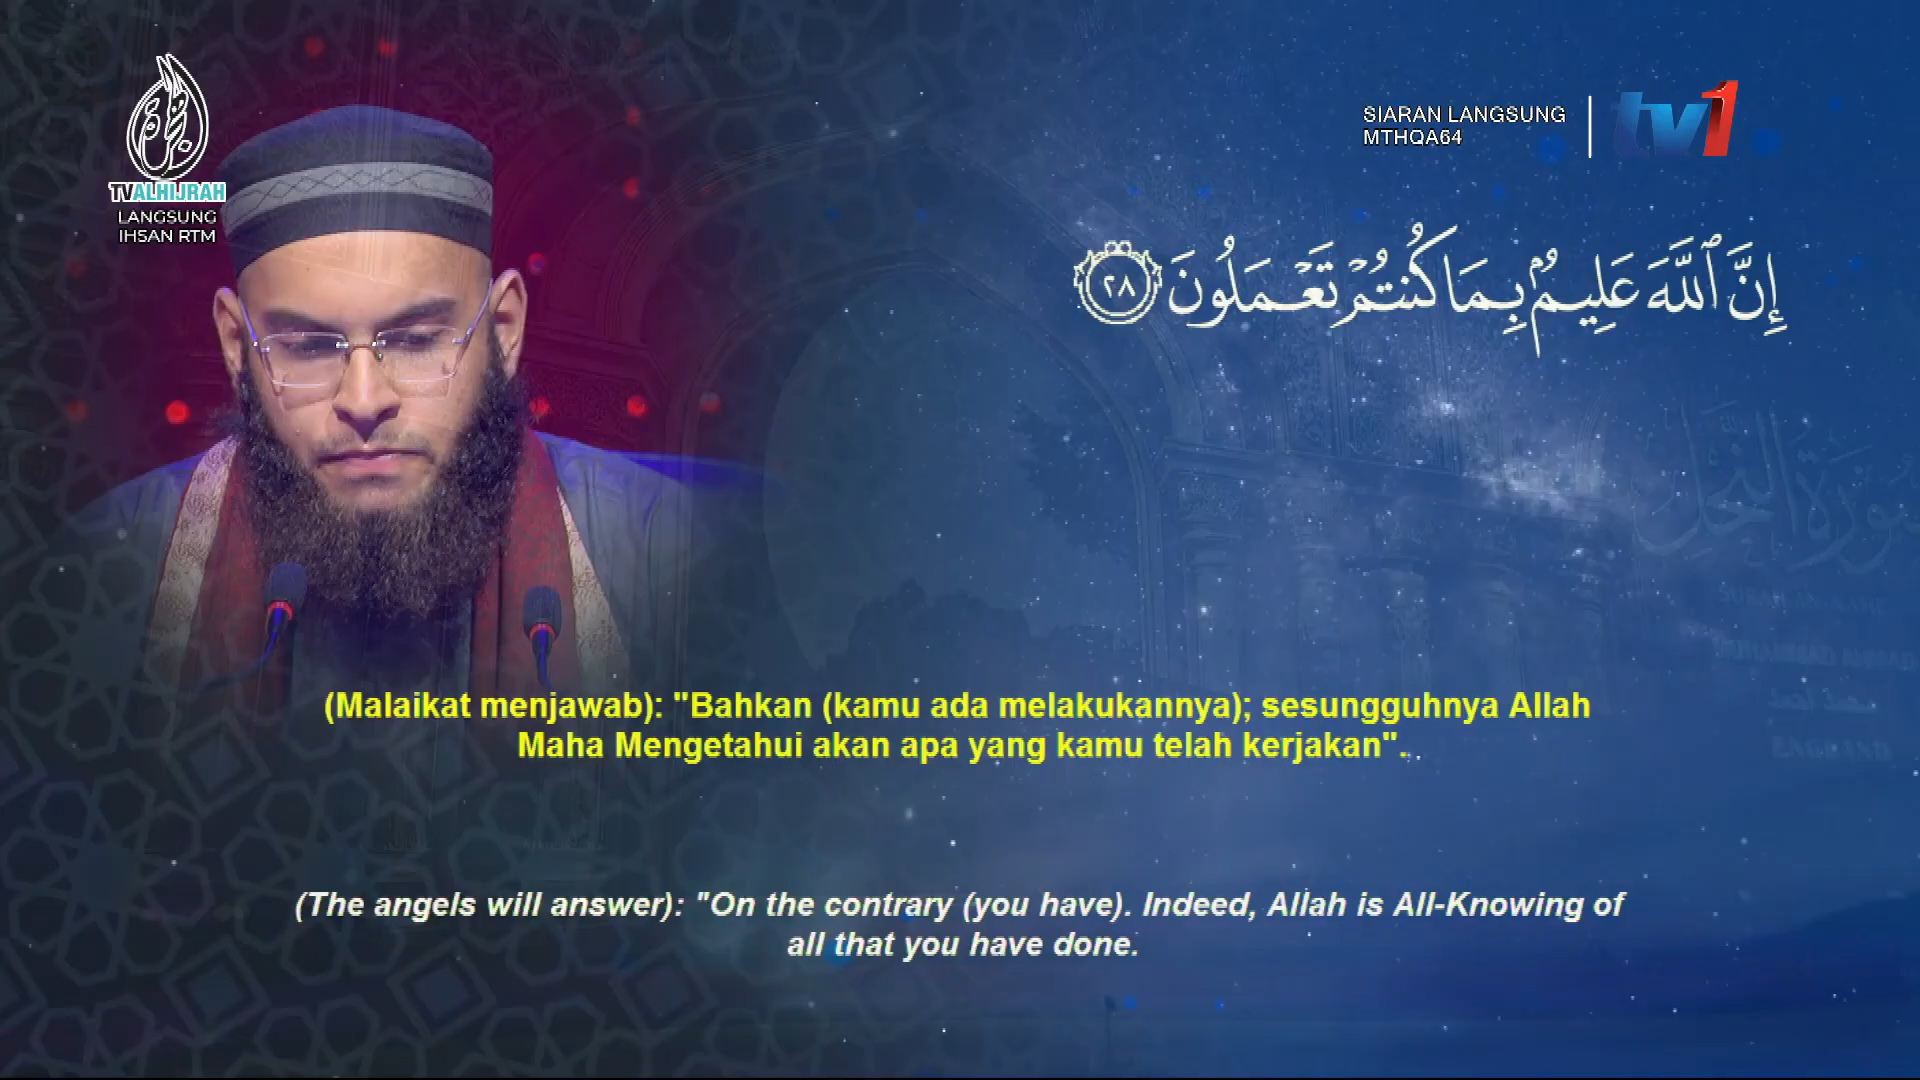 TVALHIJRAH
LANGSUNG
IHSAN RTM
SIARAN LANGSUNG
MTHQA64
tv1
إِنَّ ٱللَّهَ عَلِيمٌۢ بِمَا كُنتُمْ تَعْمَلُونَ ٢٨
سورة النحل
(Malaikat menjawab): "Bahkan (kamu ada melakukannya); sesungguhnya Allah
Maha Mengetahui akan apa yang kamu telah kerjakan".
(The angels will answer): "On the contrary (you have). Indeed, Allah is All-Knowing of
all that you have done.